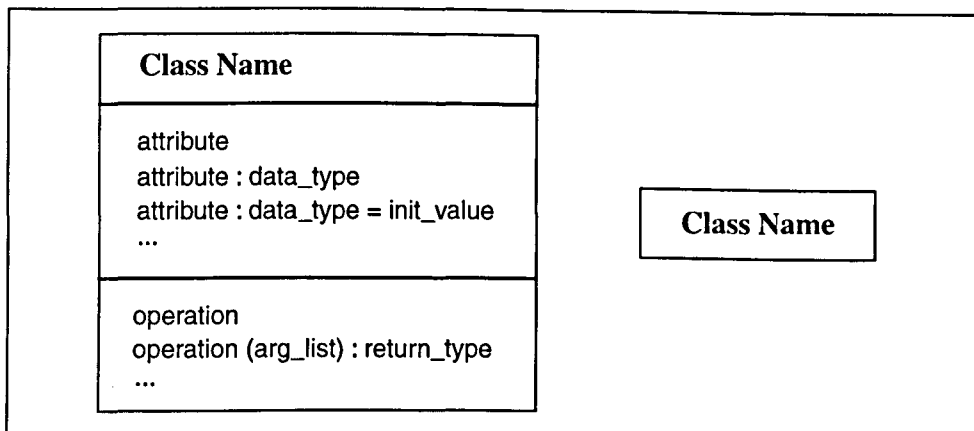 Class Name
attribute
attribute : data_type
attribute : data_type = init_value
...
operation
operation (arg_list) : return_type
...
Class Name